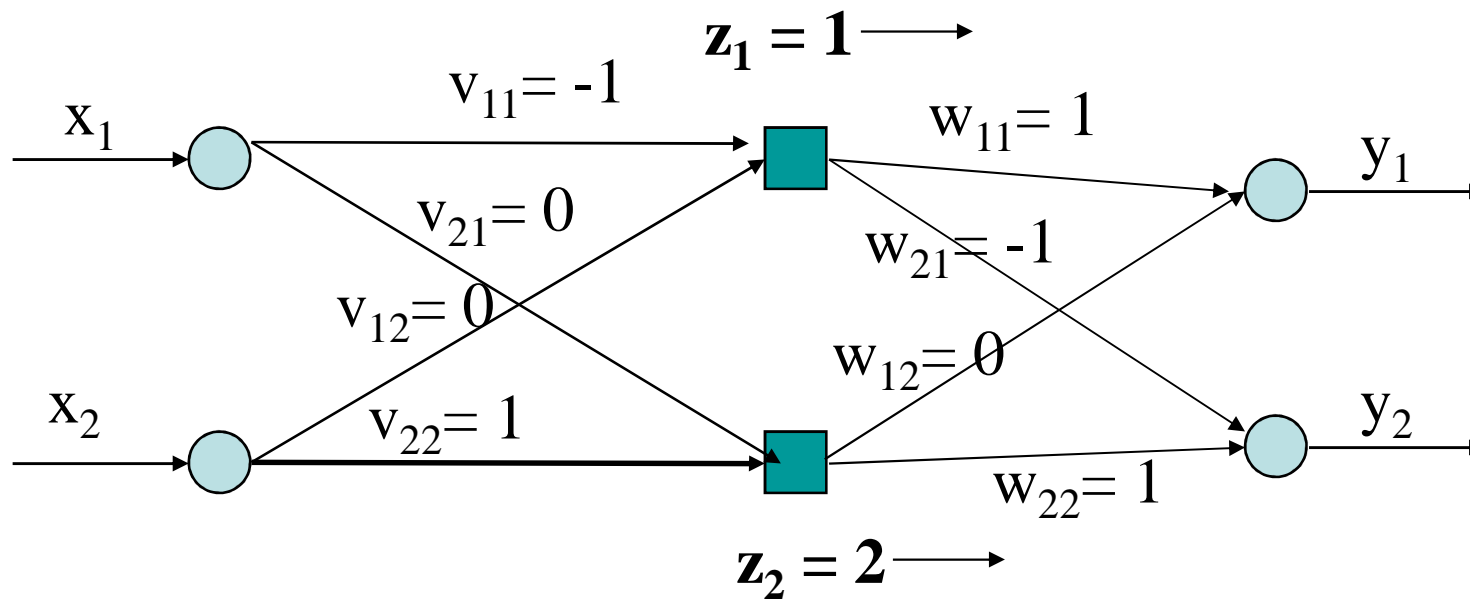 z₁ = 1
v₁₁= -1
x₁
w₁₁= 1
y₁
v₂₁= 0
w₂₁= -1
v₁₂= 0
w₁₂= 0
x₂
v₂₂= 1
y₂
w₂₂= 1
z₂ = 2